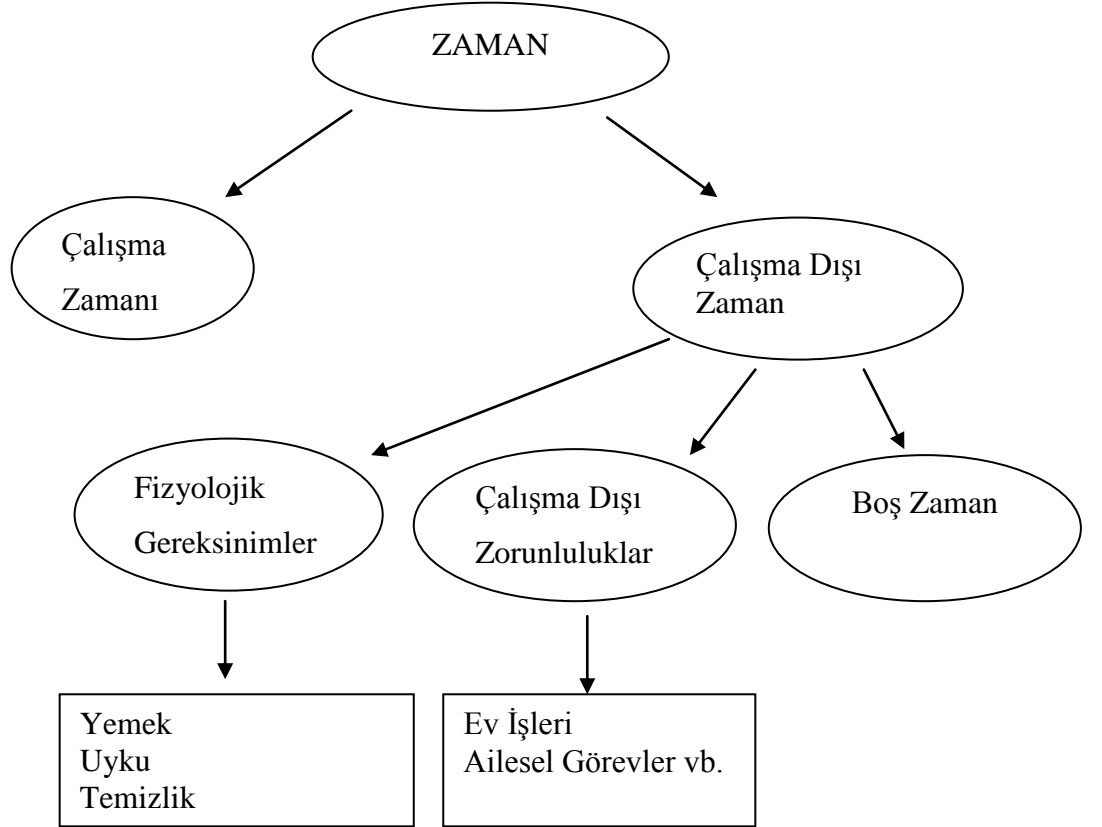 ZAMAN
Çalışma
Zamanı
Çalışma Dışı
Zaman
Fizyolojik
Gereksinimler
Çalışma Dışı
Zorunluluklar
Boş Zaman
Yemek
Uyku
Temizlik
Ev İşleri
Ailesel Görevler vb.